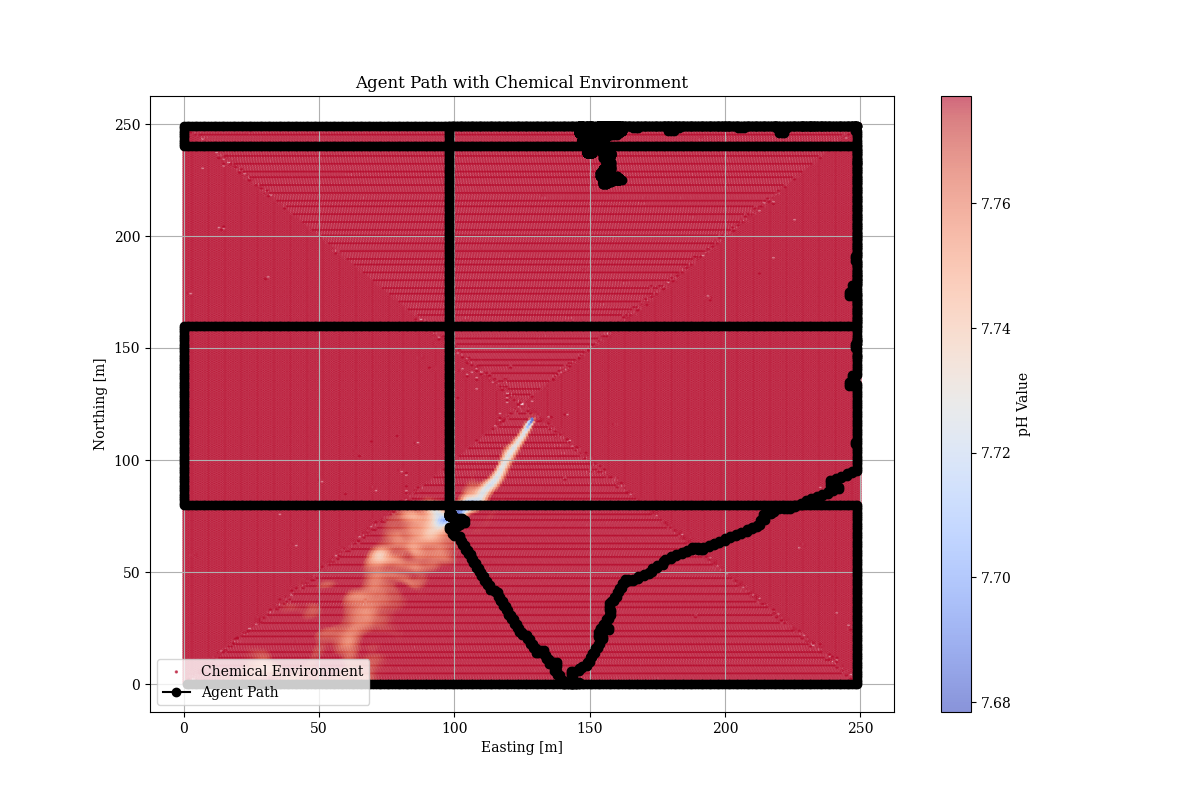 Agent Path with Chemical Environment
250
200
150
100
50
0
Northing [m]
0 50 100 150 200 250
Easting [m]
Chemical Environment
Agent Path
7.76
7.74
7.72
7.70
7.68
pH Value